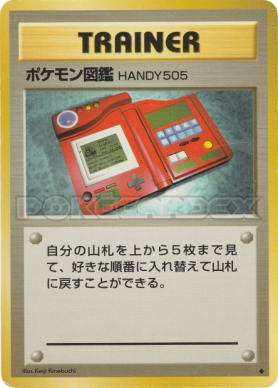 TRAINER
ポケモン図鑑 HANDY505
POKÉCARDEX
自分の山札を上から5枚まで見
て、好きな順番に入れ替えて山札
に戻すことができる。
Illus. Keiji Kinebuchi